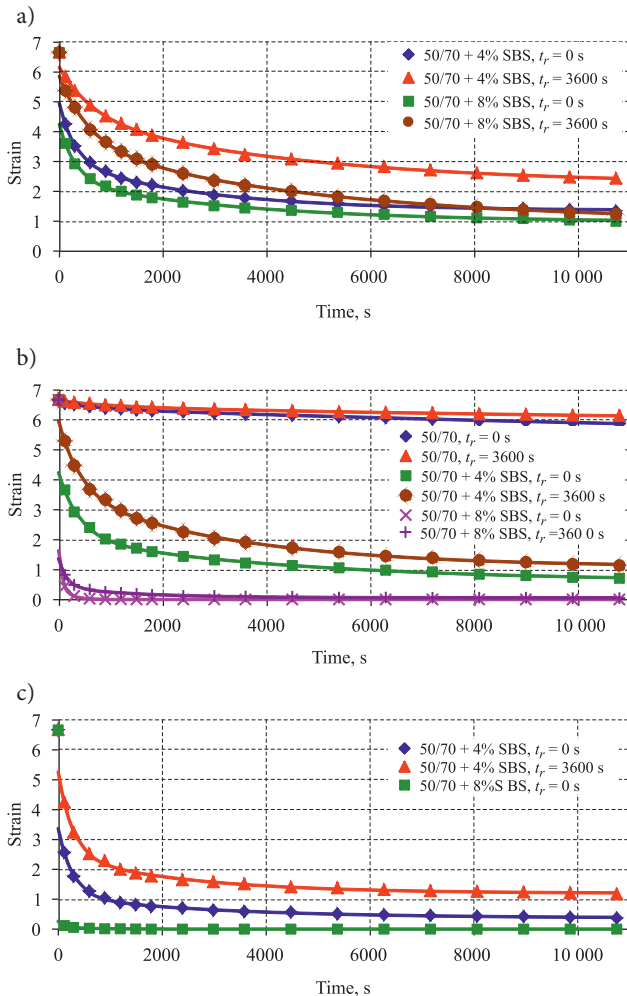 a)
7
6
5
4
3
2
1
0
Strain
50/70 + 4% SBS, tr = 0 s
50/70 + 4% SBS, tr = 3600 s
50/70 + 8% SBS, tr = 0 s
50/70 + 8% SBS, tr = 3600 s
0 2000 4000 6000 8000 10 000
Time, s
b)
7
6
5
4
3
2
1
0
Strain
50/70, tr = 0 s
50/70, tr = 3600 s
50/70 + 4% SBS, tr = 0 s
50/70 + 4% SBS, tr = 3600 s
50/70 + 8% SBS, tr = 0 s
50/70 + 8% SBS, tr =360 0 s
0 2000 4000 6000 8000 10 000
Time, s
c)
7
6
5
4
3
2
1
0
Strain
50/70 + 4% SBS, tr = 0 s
50/70 + 4% SBS, tr = 3600 s
50/70 + 8%S BS, tr = 0 s
0 2000 4000 6000 8000 10 000
Time, s